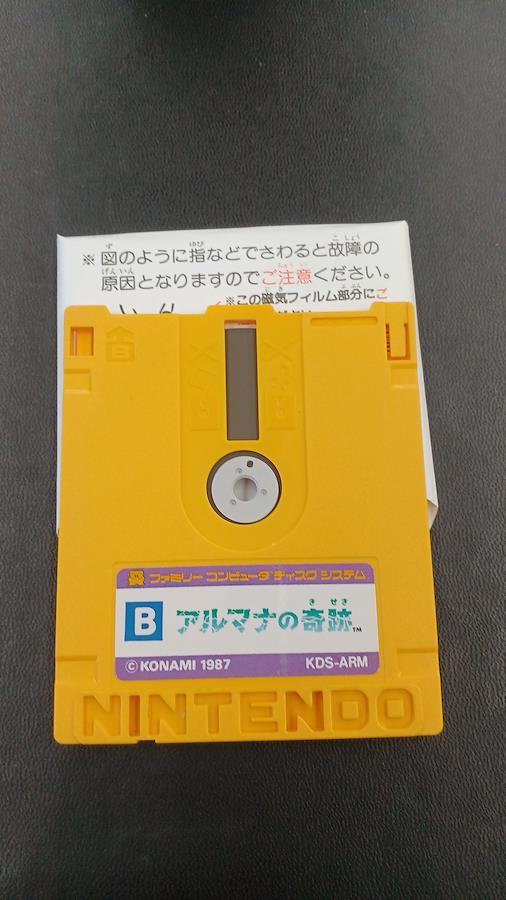 ※図のように指などでさわると故障の
原因となりますのでご注意ください。
※この磁気フィルム部分にご
ファミリー コンピュータ ディスク システム
B アルマナの奇跡™
© KONAMI 1987 KDS-ARM
NINTENDO